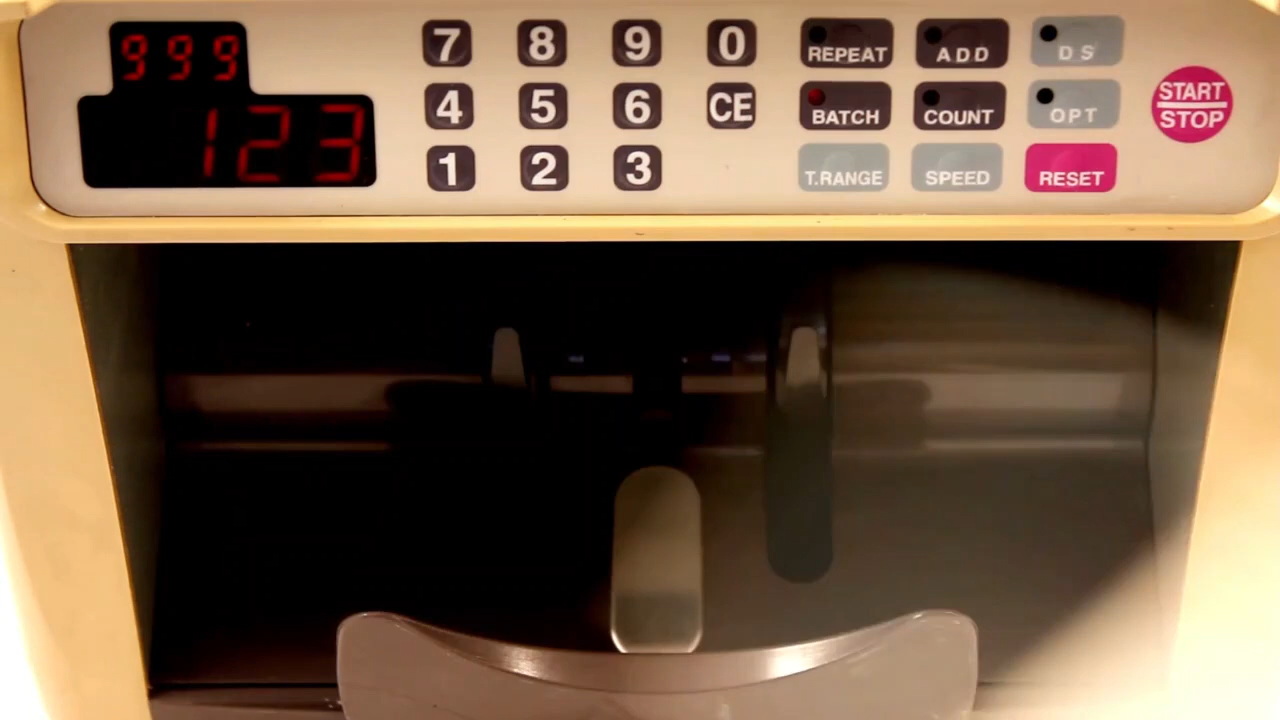 999
123
7 8 9 0
4 5 6 CE
1 2 3
REPEAT ADD DS
BATCH COUNT OPT
T.RANGE SPEED RESET
START
STOP